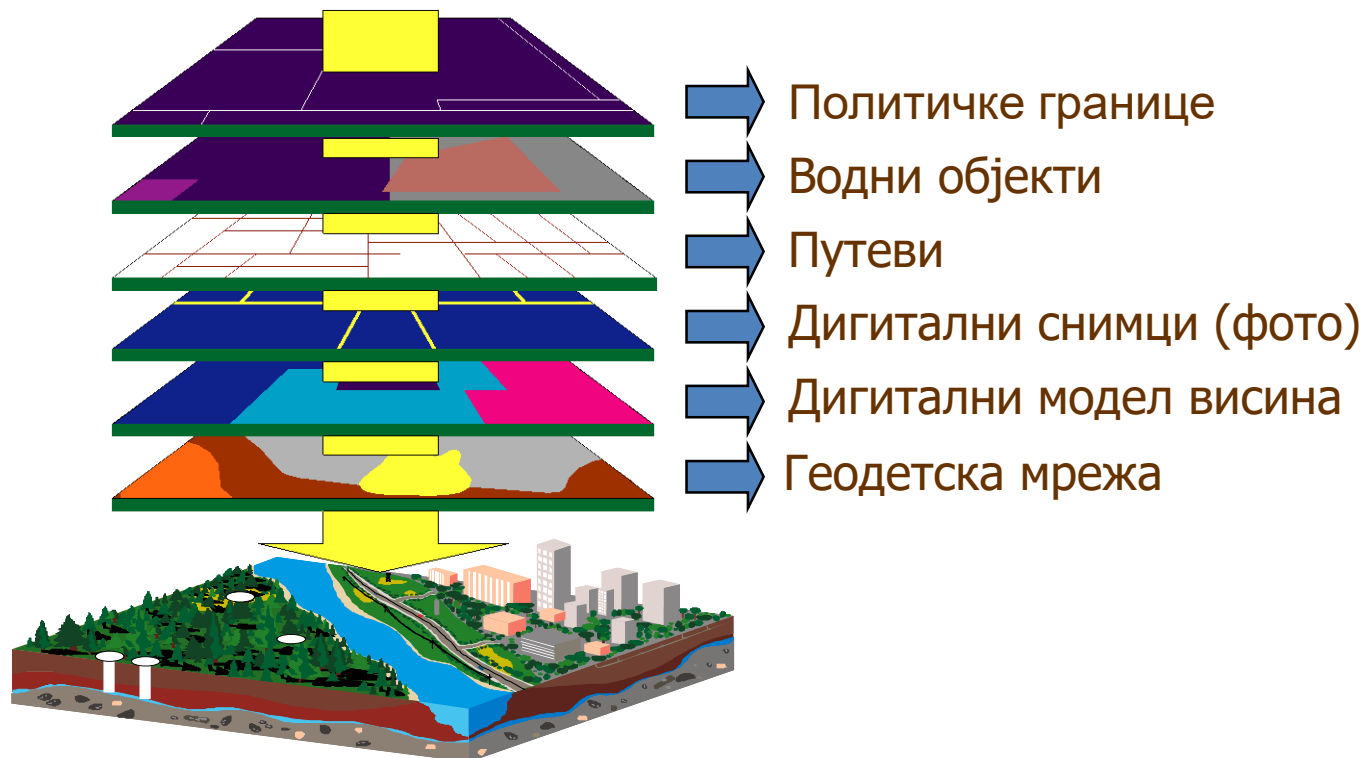 Политичке границе
Водни објекти
Путеви
Дигитални снимци (фото)
Дигитални модел висина
Геодетска мрежа